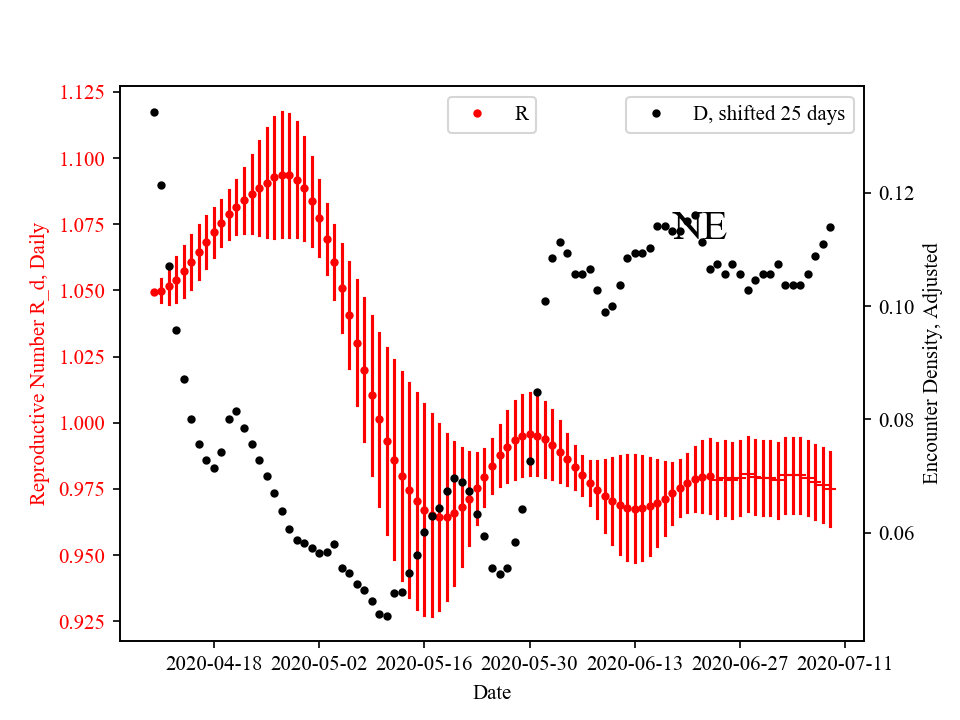 R
D, shifted 25 days
NE
Reproductive Number R_d, Daily
1.125
1.100
1.075
1.050
1.025
1.000
0.975
0.950
0.925
0.12
0.10
0.08
0.06
Encounter Density, Adjusted
2020-04-18 2020-05-02 2020-05-16 2020-05-30 2020-06-13 2020-06-27 2020-07-11
Date